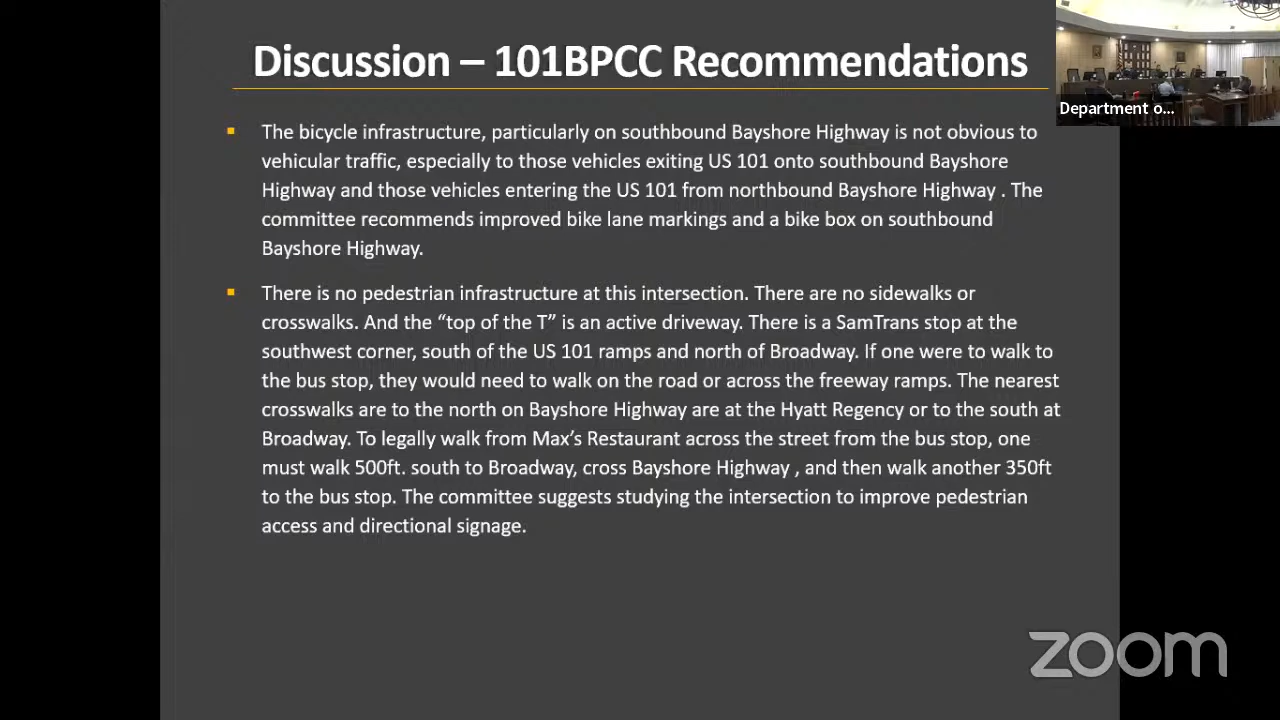 Discussion – 101BPCC Recommendations
Department o...
▪ The bicycle infrastructure, particularly on southbound Bayshore Highway is not obvious to
vehicular traffic, especially to those vehicles exiting US 101 onto southbound Bayshore
Highway and those vehicles entering the US 101 from northbound Bayshore Highway . The
committee recommends improved bike lane markings and a bike box on southbound
Bayshore Highway.
▪ There is no pedestrian infrastructure at this intersection. There are no sidewalks or
crosswalks. And the “top of the T” is an active driveway. There is a SamTrans stop at the
southwest corner, south of the US 101 ramps and north of Broadway. If one were to walk to
the bus stop, they would need to walk on the road or across the freeway ramps. The nearest
crosswalks are to the north on Bayshore Highway are at the Hyatt Regency or to the south at
Broadway. To legally walk from Max’s Restaurant across the street from the bus stop, one
must walk 500ft. south to Broadway, cross Bayshore Highway , and then walk another 350ft
to the bus stop. The committee suggests studying the intersection to improve pedestrian
access and directional signage.
zoom